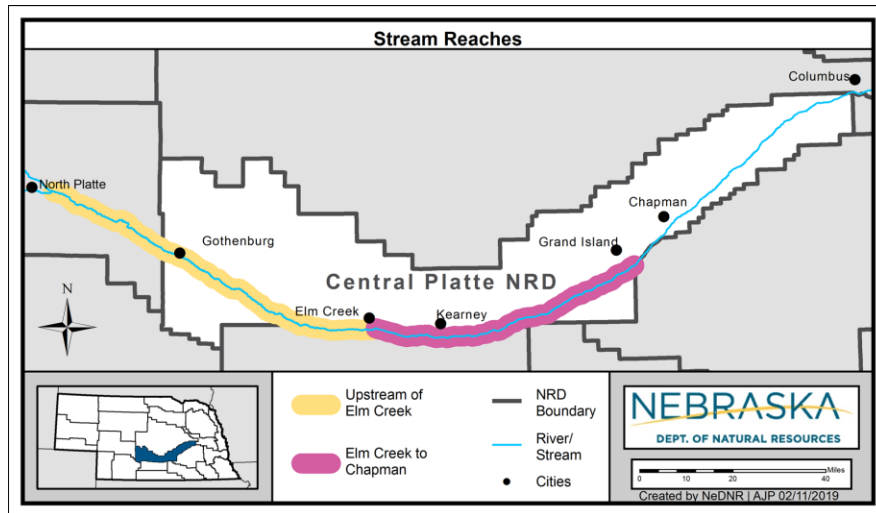 Stream Reaches
Columbus
North Platte
Chapman
Gothenburg
Grand Island
Central Platte NRD
Elm Creek
Kearney
N
Upstream of
Elm Creek
Elm Creek to
Chapman
NRD
Boundary
River/
Stream
Cities
NEBRASKA
DEPT. OF NATURAL RESOURCES
Miles
0 10 20 40
Created by NeDNR | AJP 02/11/2019